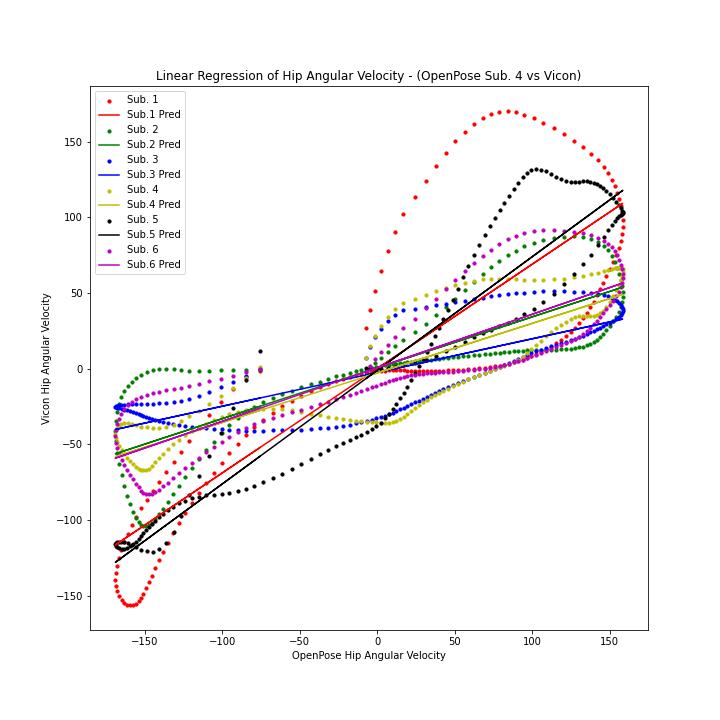 Linear Regression of Hip Angular Velocity - (OpenPose Sub. 4 vs Vicon)
Sub. 1
Sub.1 Pred
Sub. 2
Sub.2 Pred
Sub. 3
Sub.3 Pred
Sub. 4
Sub.4 Pred
Sub. 5
Sub.5 Pred
Sub. 6
Sub.6 Pred
Vicon Hip Angular Velocity
150
100
50
0
−50
−100
−150
−150
−100
−50
0
50
100
150
OpenPose Hip Angular Velocity